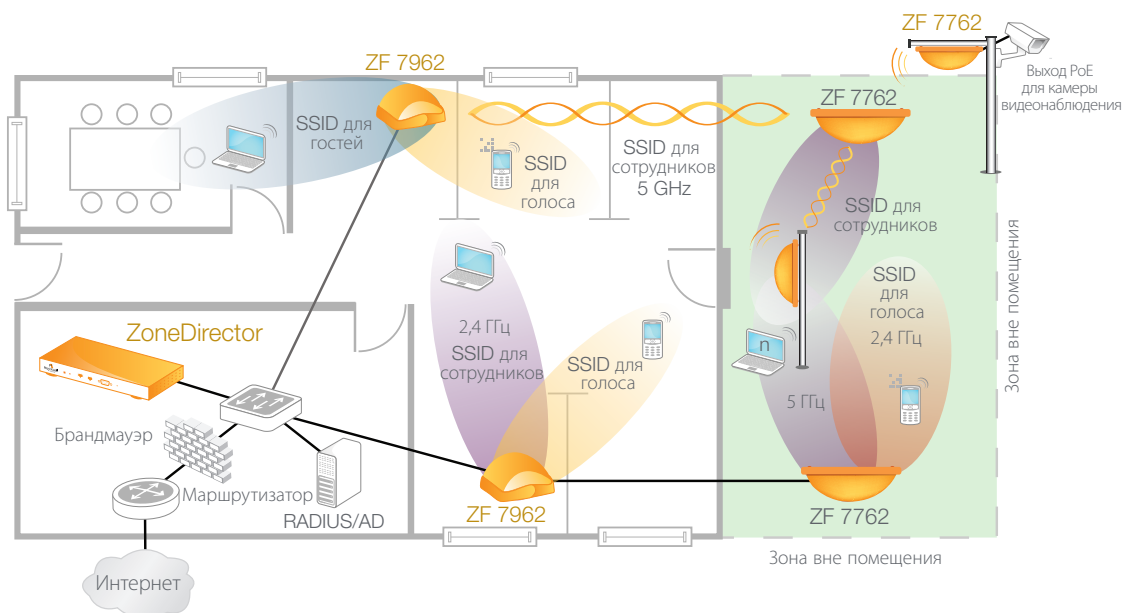 ZF 7762
ZF 7962
Выход PoE
для камеры
видеонаблюдения
ZF 7762
SSID для
гостей
SSID
для
голоса
SSID для
сотрудников
5 GHz
SSID для
сотрудников
Зона вне помещения
SSID
для
голоса
2,4 ГГц
ZoneDirector
2,4 ГГц
SSID для
сотрудников
SSID для
голоса
n
5 ГГц
Брандмауэр
Маршрутизатор
RADIUS/AD
ZF 7962
ZF 7762
Зона вне помещения
Интернет